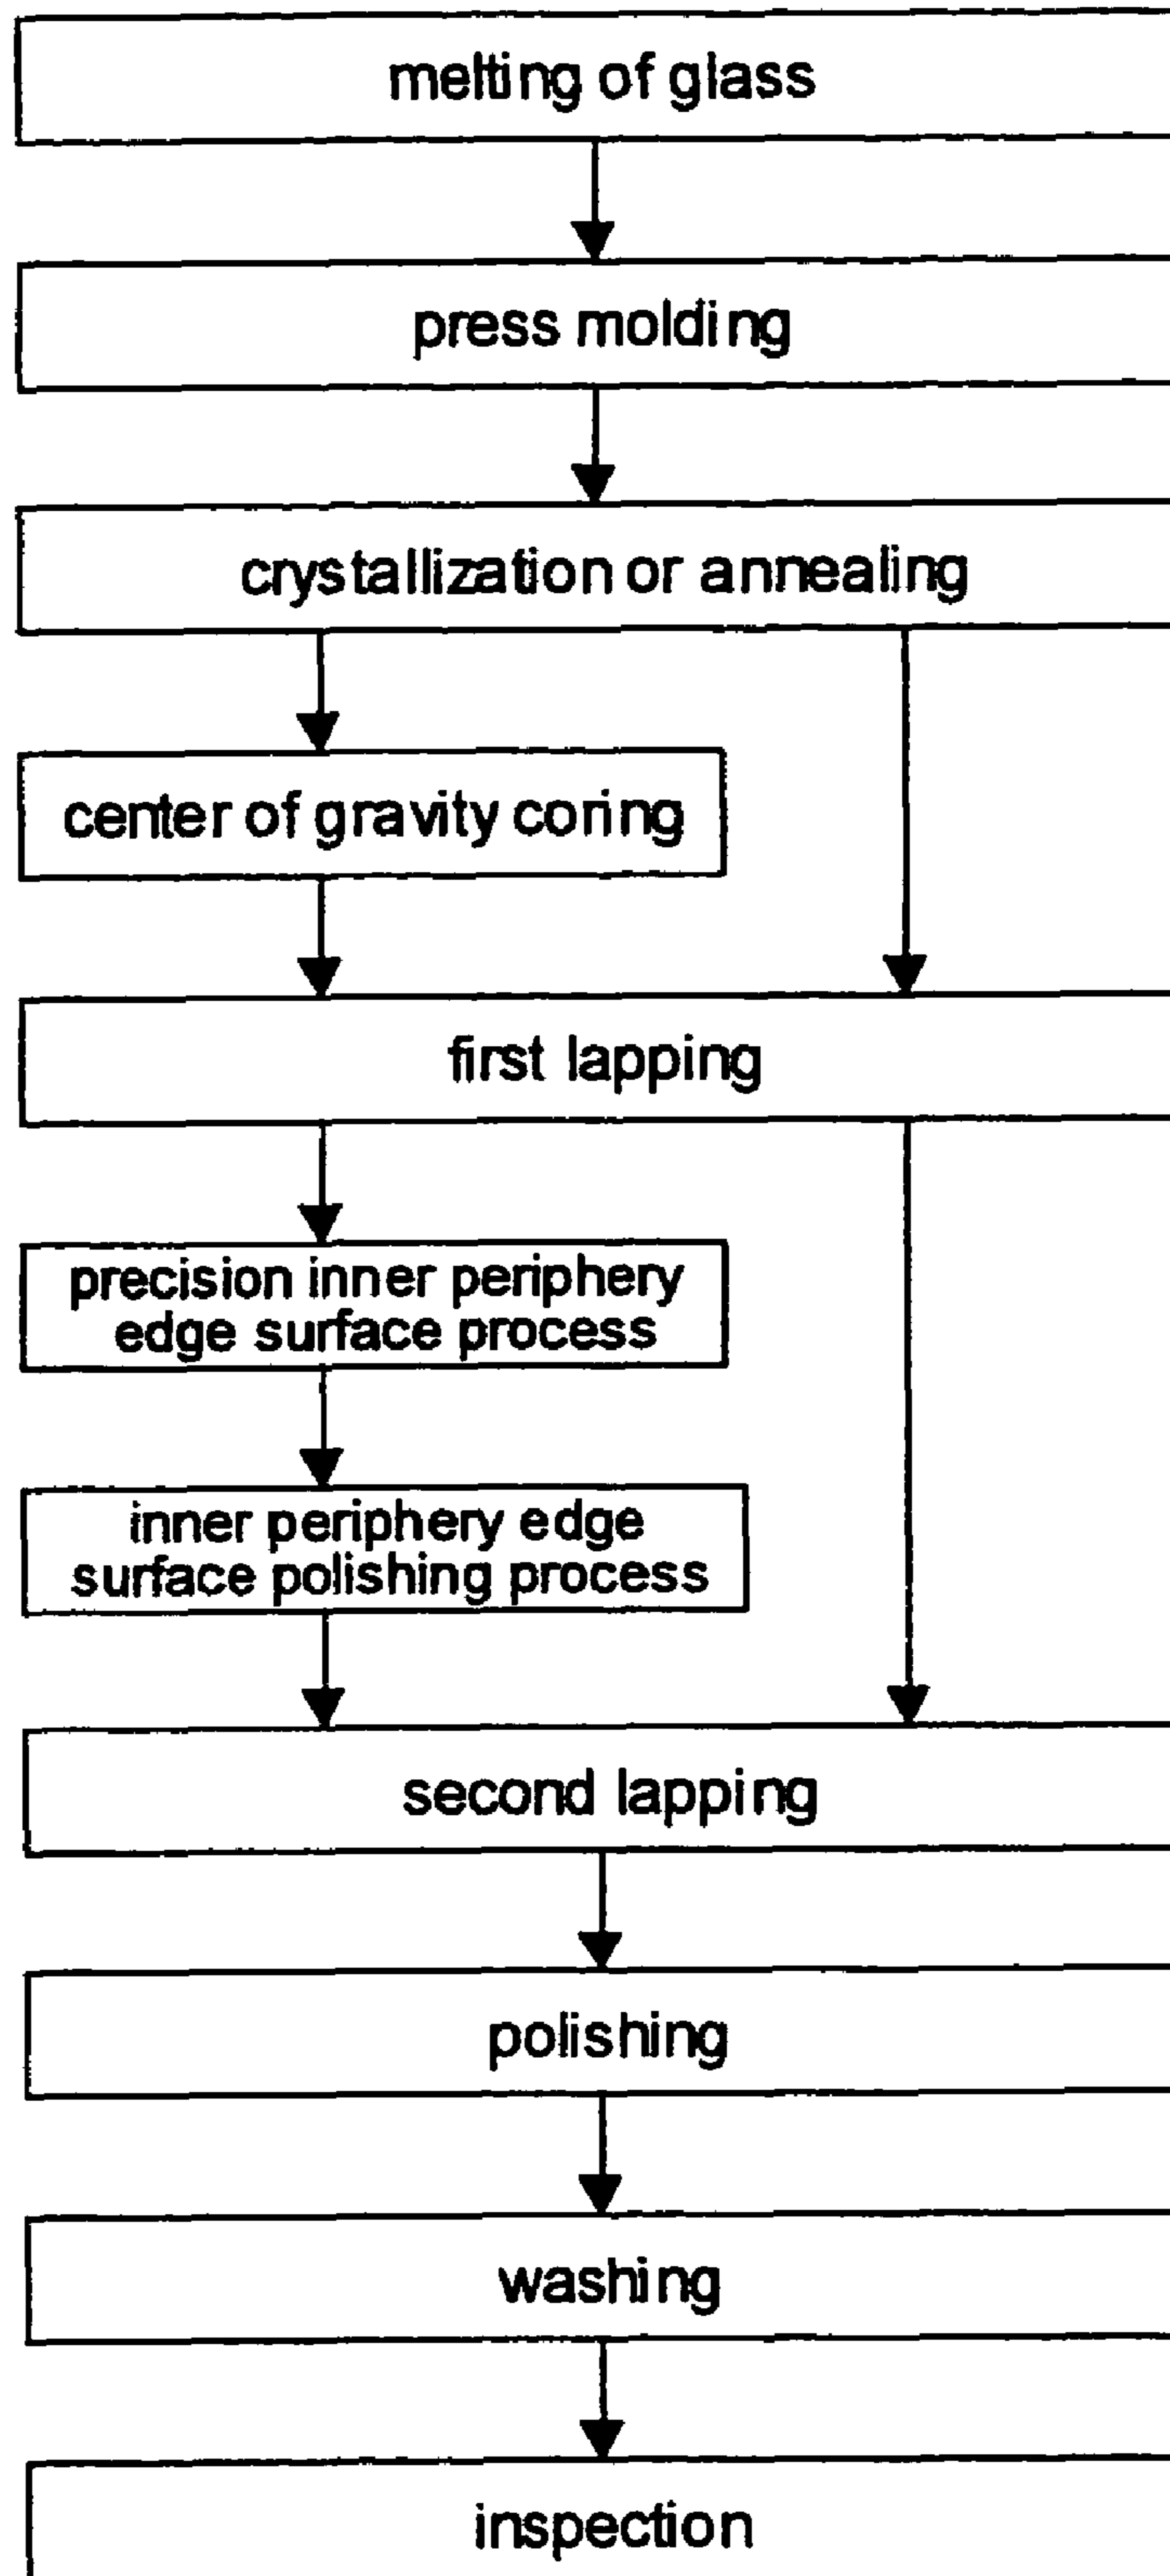 melting of glass
press molding
crystallization or annealing
center of gravity coring
first lapping
precision inner periphery
edge surface process
inner periphery edge
surface polishing process
second lapping
polishing
washing
inspection